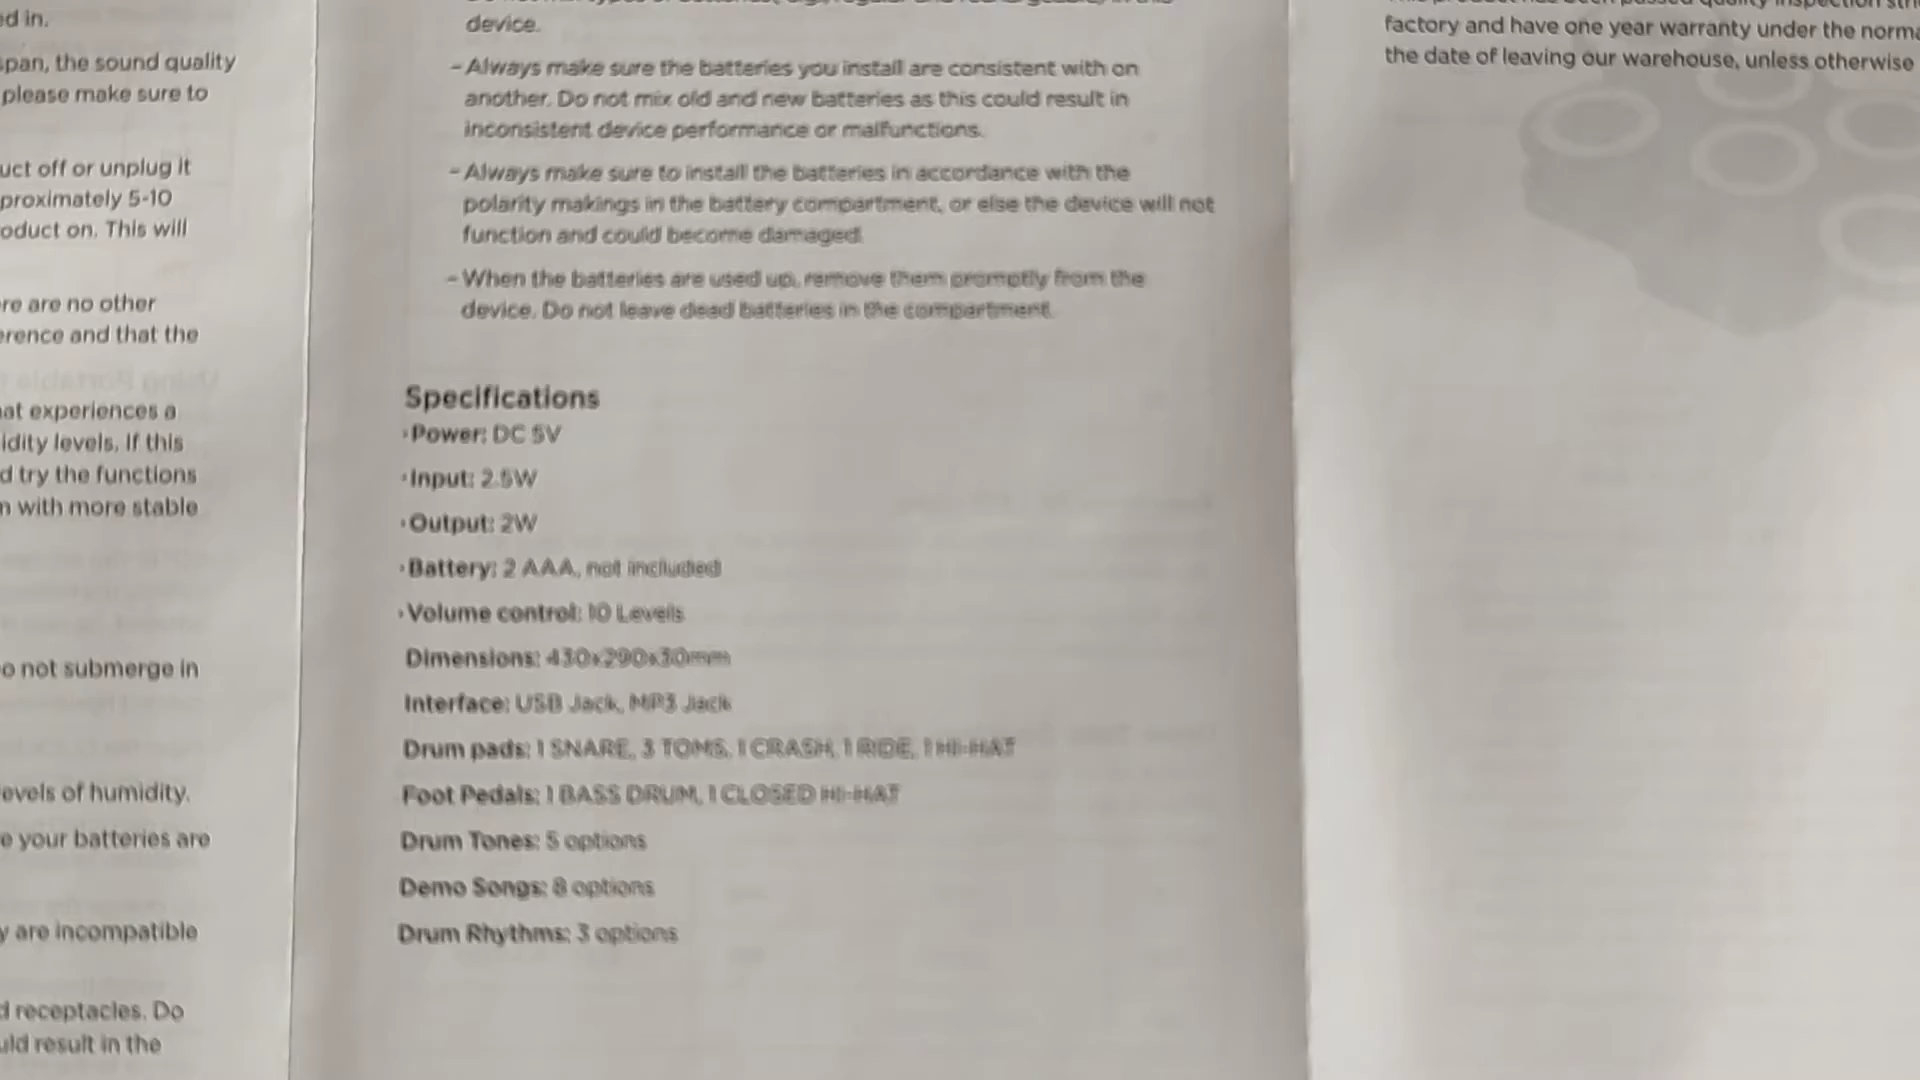 ed in.
span, the sound quality
please make sure to
uct off or unplug it
proximately 5-10
oduct on. This will
re are no other
erence and that the
at experiences a
idity levels. If this
d try the functions
n with more stable
o not submerge in
evels of humidity.
e your batteries are
y are incompatible
d receptacles. Do
uld result in the
device.
- Always make sure the batteries you install are consistent with on
another. Do not mix old and new batteries as this could result in
inconsistent device performance or malfunctions.
- Always make sure to install the batteries in accordance with the
polarity makings in the battery compartment, or else the device will not
function and could become damaged.
- When the batteries are used up, remove them promptly from the
device. Do not leave dead batteries in the compartment.
Specifications
· Power: DC 5V
· Input: 2.5W
· Output: 2W
· Battery: 2 AAA, not included
· Volume control: 10 Levels
Dimensions: 430x290x30mm
Interface: USB Jack, MP3 Jack
Drum pads: 1 SNARE, 3 TOMS, 1 CRASH, 1 RIDE, 1 HI-HAT
Foot Pedals: 1 BASS DRUM, 1 CLOSED HI-HAT
Drum Tones: 5 options
Demo Songs: 8 options
Drum Rhythms: 3 options
factory and have one year warranty under the norma
the date of leaving our warehouse, unless otherwise